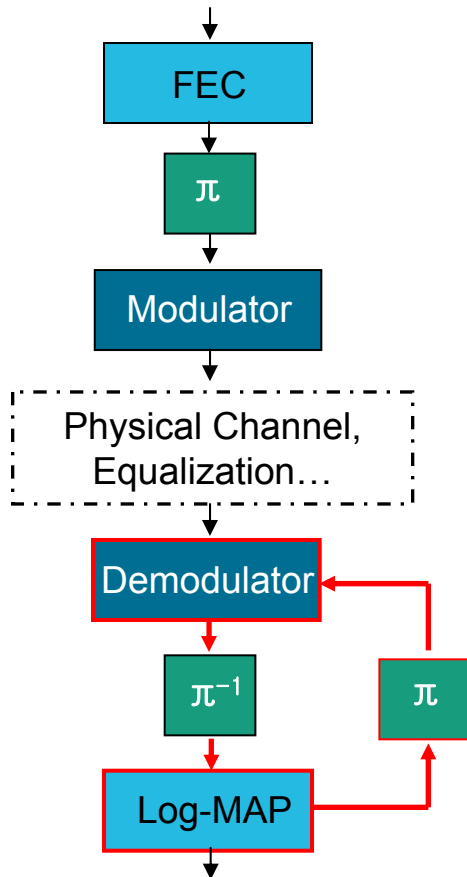 FEC
π
Modulator
Physical Channel,
Equalization…
Demodulator
π⁻¹
π
Log-MAP